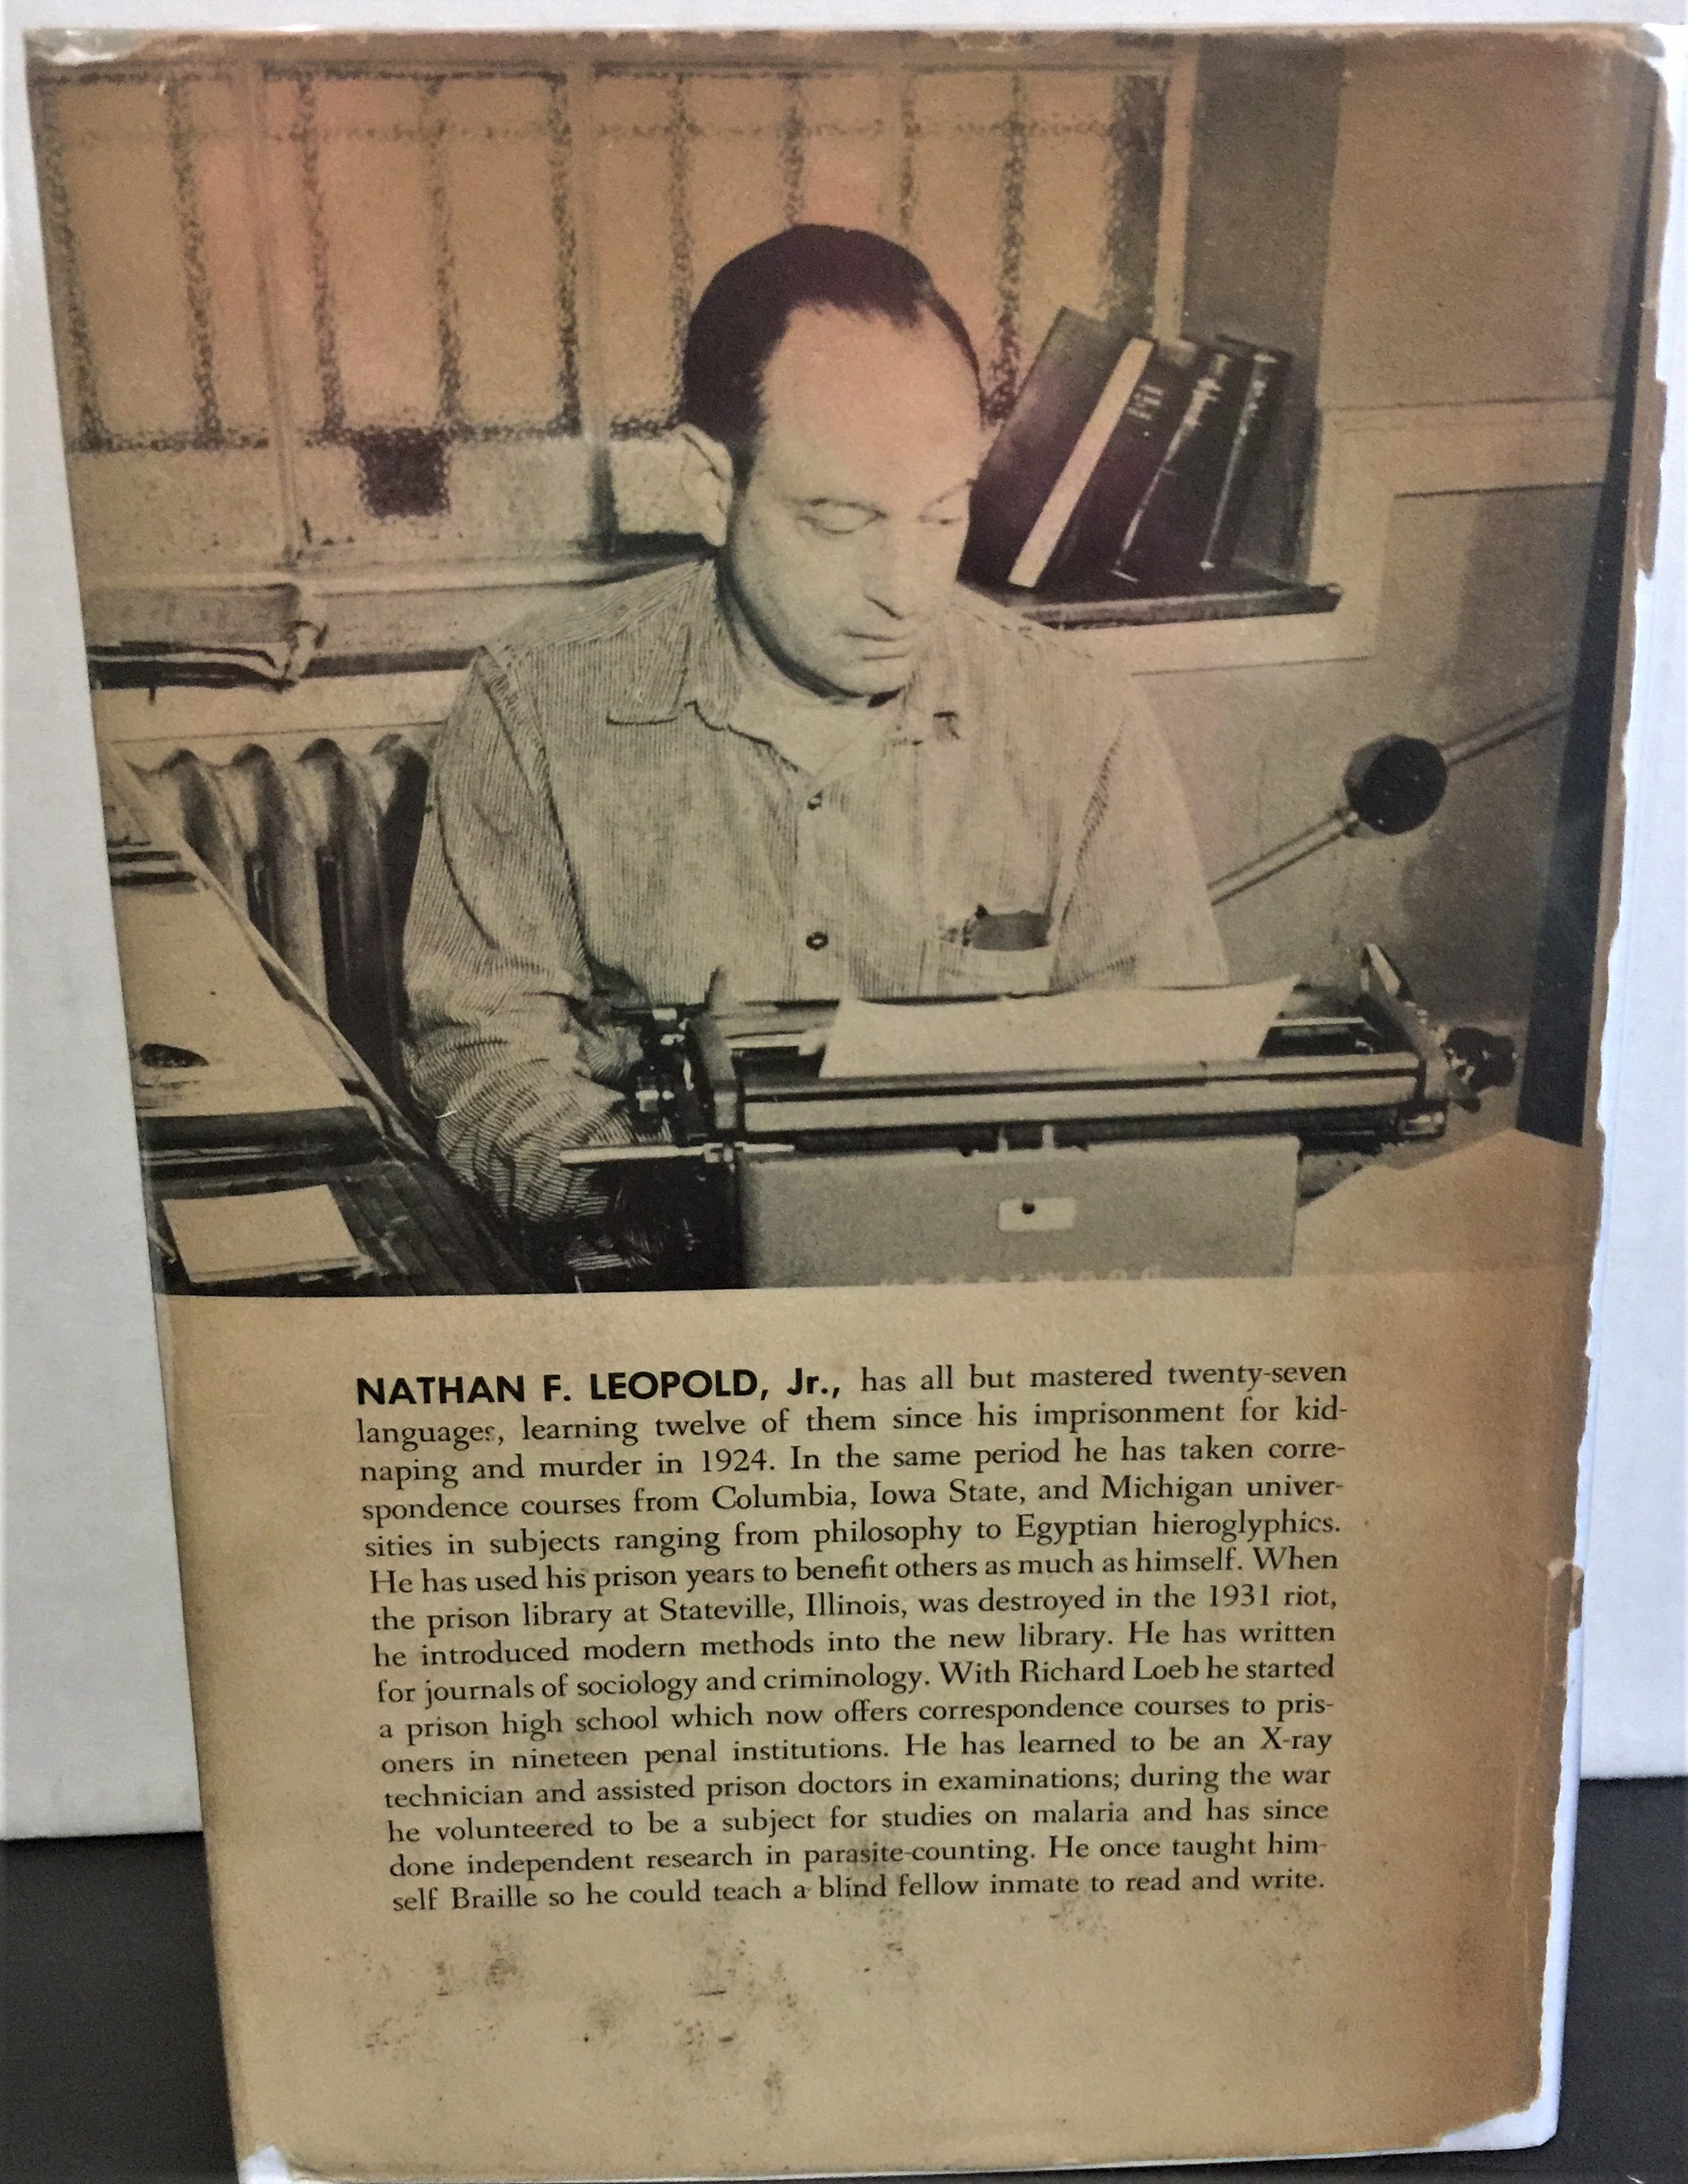 NATHAN F. LEOPOLD, Jr., has all but mastered twenty-seven
languages, learning twelve of them since his imprisonment for kid-
naping and murder in 1924. In the same period he has taken corre-
spondence courses from Columbia, Iowa State, and Michigan univer-
sities in subjects ranging from philosophy to Egyptian hieroglyphics.
He has used his prison years to benefit others as much as himself. When
the prison library at Stateville, Illinois, was destroyed in the 1931 riot,
he introduced modern methods into the new library. He has written
for journals of sociology and criminology. With Richard Loeb he started
a prison high school which now offers correspondence courses to pris-
oners in nineteen penal institutions. He has learned to be an X-ray
technician and assisted prison doctors in examinations; during the war
he volunteered to be a subject for studies on malaria and has since
done independent research in parasite-counting. He once taught him-
self Braille so he could teach a blind fellow inmate to read and write.